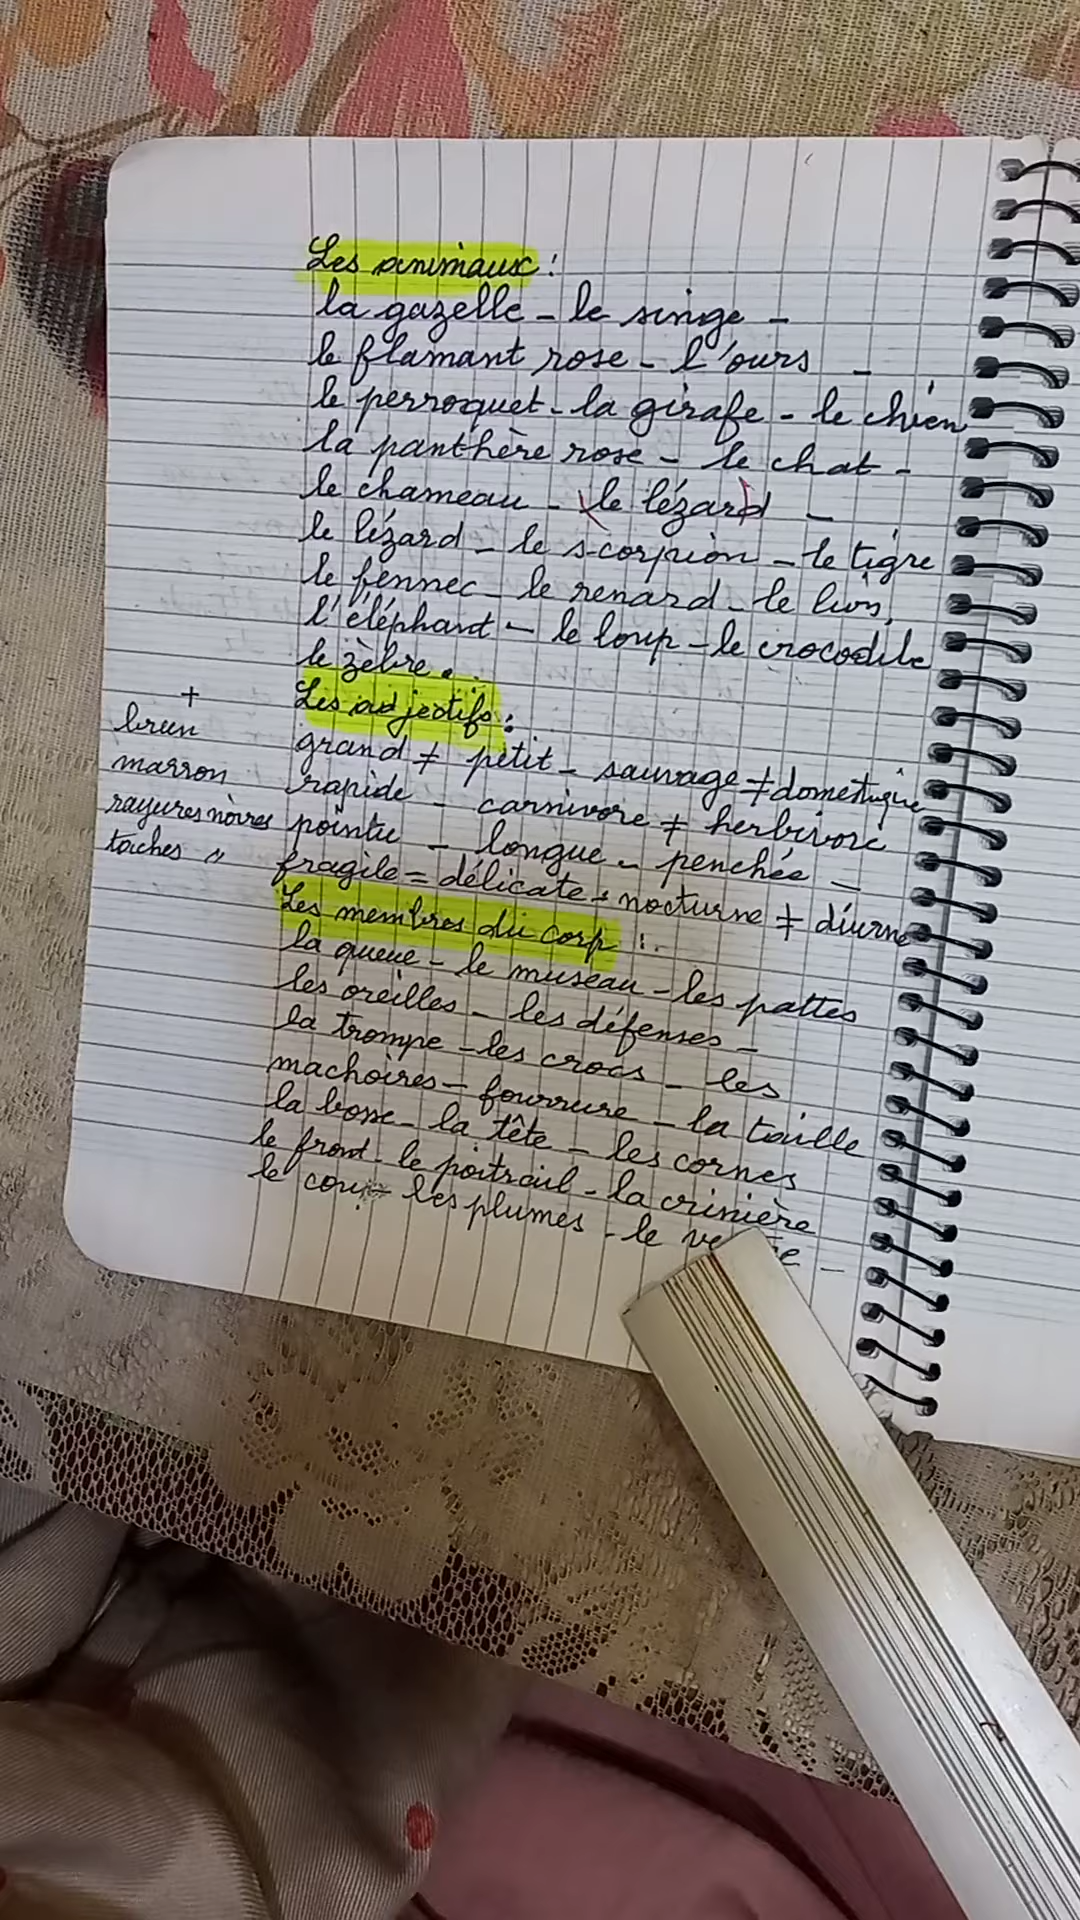 Les animaux :
la gazelle - le singe -
le flamant rose - l'ours -
le perroquet - la girafe - le chien
la panthère rose - le chat -
le chameau - (le lézard) -
le lézard - le scorpion - le tigre
le fennec - le renard - le lion,
l'éléphant - le loup - le crocodile
le zèbre.
Les adjectifs :
grand ≠ petit - sauvage ≠ domestique
rapide - carnivore ≠ herbivore
pointu - longue - penchée -
fragile = délicate - nocturne ≠ diurne
+
brun
marron
rayures noires
taches "
Les membres du corp :
la queue - le museau - les pattes
les oreilles - les défenses -
la trompe - les crocs - les
machoires - fourrure - la taille
la bosse - la tête - les cornes
le front - le poitrail - la crinière
le cou - les plumes - le